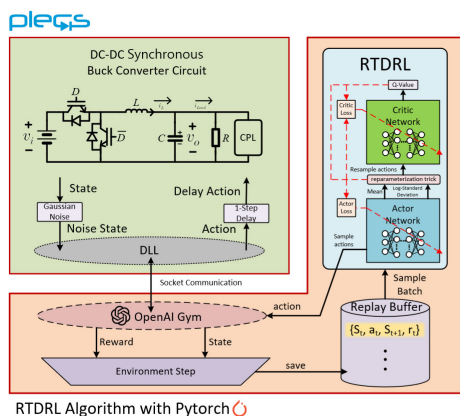 plecs
DC-DC Synchronous
Buck Converter Circuit
D
L
i_L
i_Load
+
v_i
−
D̅
C
+
v_o
−
R
CPL
State
Delay Action
Gaussian
Noise
1-Step
Delay
Noise State
Action
DLL
Socket Communication
OpenAI Gym
action
Reward
State
Environment Step
save
RTDRL
Q-Value
Critic
Loss
Critic
Network
Resample actions
reparameterization trick
Mean
Log-Standard
Deviation
Actor
Loss
Actor
Network
Sample
actions
Sample
Batch
Replay Buffer
{S_t, a_t, S_{t+1}, r_t}
RTDRL Algorithm with Pytorch